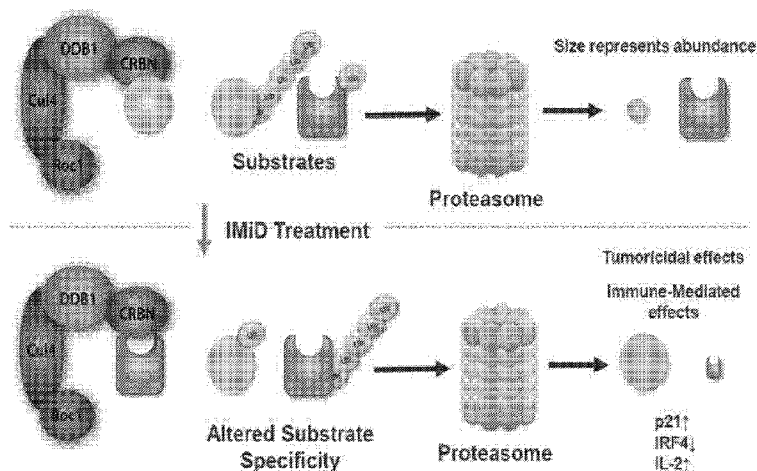 DDB1
CRBN
Cul4
Roc1
Substrates
Proteasome
Size represents abundance
IMiD Treatment
DDB1
CRBN
Cul4
Roc1
Altered Substrate
Specificity
Proteasome
Tumoricidal effects
Immune-Mediated
effects
p21↑
IRF4↓
IL-2↑